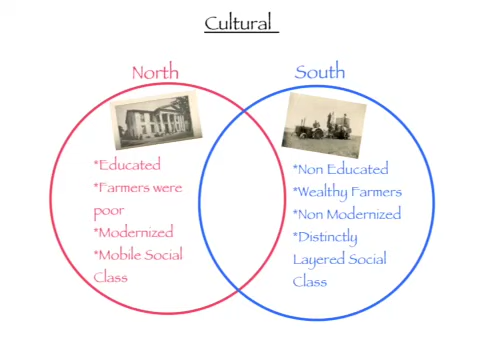 Cultural
North
South
*Educated
*Farmers were
poor
*Modernized
*Mobile Social
Class
*Non Educated
*Wealthy Farmers
*Non Modernized
*Distinctly
Layered Social
Class